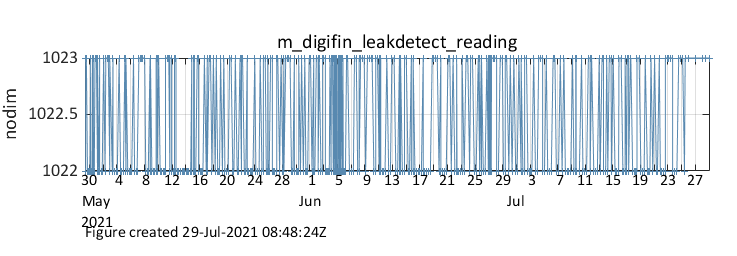 m_digifin_leakdetect_reading
1023
1022.5
1022
nodim
30 4 8 12 16 20 24 28 1 5 9 13 17 21 25 29 3 7 11 15 19 23 27
May Jun Jul
2021
Figure created 29-Jul-2021 08:48:24Z